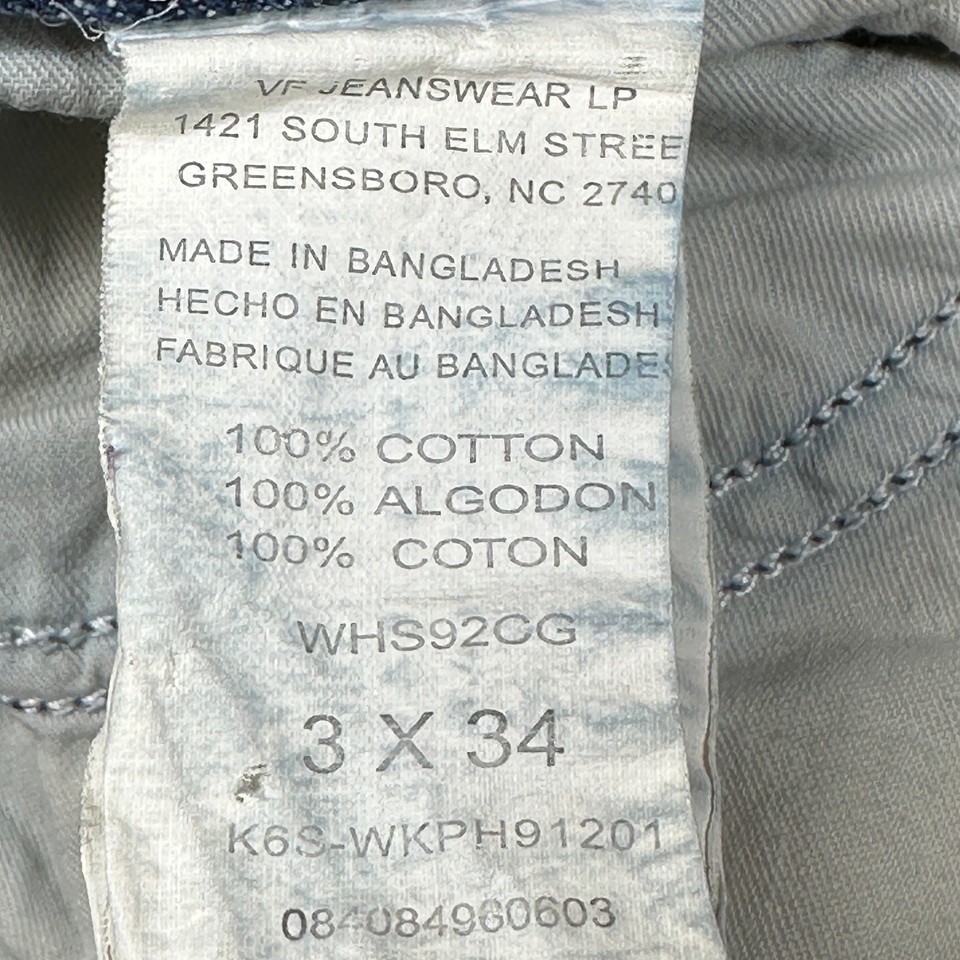 VF JEANSWEAR LP
1421 SOUTH ELM STREE
GREENSBORO, NC 2740
MADE IN BANGLADESH
HECHO EN BANGLADESH
FABRIQUE AU BANGLADES
100% COTTON
100% ALGODON
100% COTON
WHS92CG
3 X 34
K6S-WKPH91201